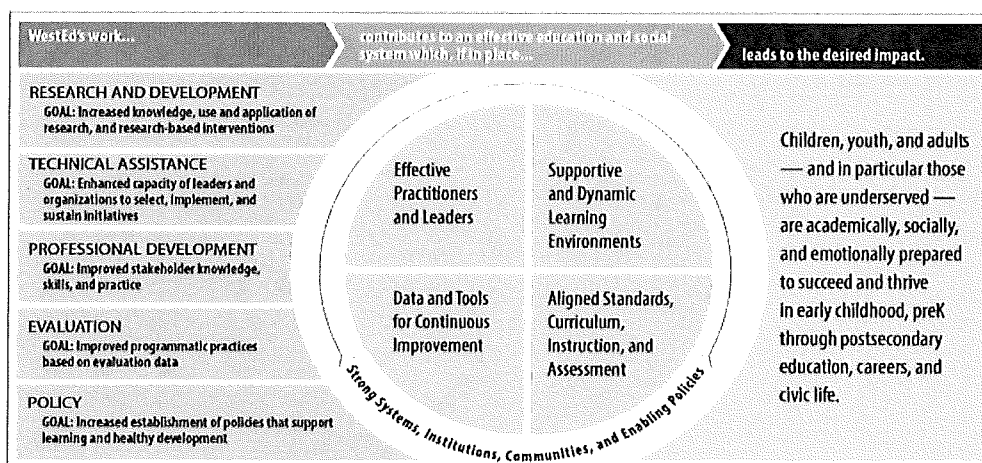 WestEd's work...
contributes to an effective education and social
system which, if in place...
leads to the desired impact.
RESEARCH AND DEVELOPMENT
GOAL: Increased knowledge, use and application of
research, and research-based interventions
TECHNICAL ASSISTANCE
GOAL: Enhanced capacity of leaders and
organizations to select, implement, and
sustain initiatives
PROFESSIONAL DEVELOPMENT
GOAL: Improved stakeholder knowledge,
skills, and practice
EVALUATION
GOAL: Improved programmatic practices
based on evaluation data
POLICY
GOAL: Increased establishment of policies that support
learning and healthy development
Effective
Practitioners
and Leaders
Supportive
and Dynamic
Learning
Environments
Data and Tools
for Continuous
Improvement
Aligned Standards,
Curriculum,
Instruction, and
Assessment
Strong Systems, Institutions, Communities, and Enabling Policies
Children, youth, and adults
— and in particular those
who are underserved —
are academically, socially,
and emotionally prepared
to succeed and thrive
in early childhood, preK
through postsecondary
education, careers, and
civic life.